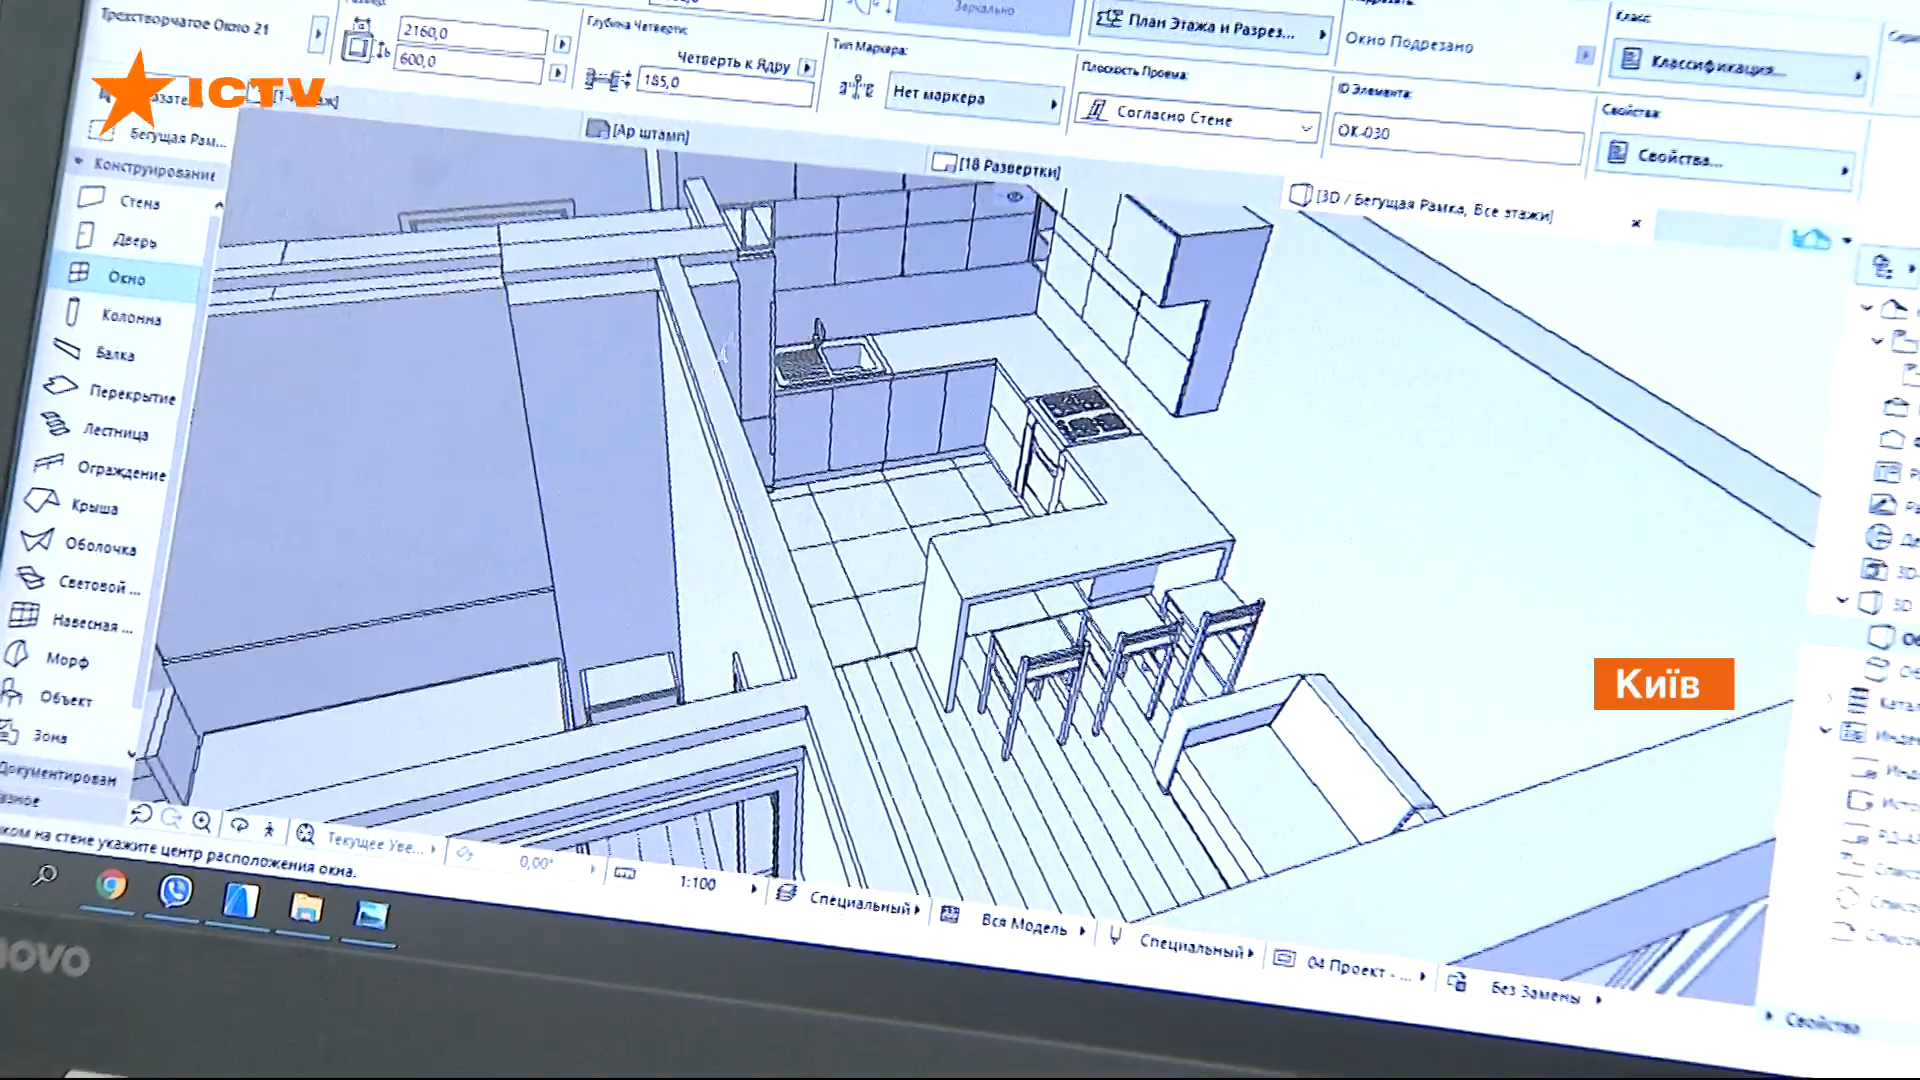 Трехстворчатое Окно 21
2160,0
600,0
Глубина Четверти:
Четверть к Ядру
185,0
Тип Маркера:
Нет маркера
Зеркально
План Этажа и Разрез...
Плоскость Проема:
Согласно Стене
Окно Подрезано
ID Элемента:
ОК-030
Класс:
Классификация...
Свойства:
Свойства...
ICTV
[Ар штамп]
[18 Развертки]
[3D / Бегущая Рамка, Все этажи]
Бегущая Рам...
Конструирование
Стена
Дверь
Окно
Колонна
Балка
Перекрытие
Лестница
Ограждение
Крыша
Оболочка
Световой ...
Навесная ...
Морф
Объект
Зона
Документирован
Київ
Текущее Уве...
0,00°
1:100
Специальный
Вся Модель
Специальный
04 Проект - ...
Без Замены
Свойства
ком на стене укажите центр расположения окна.
novo